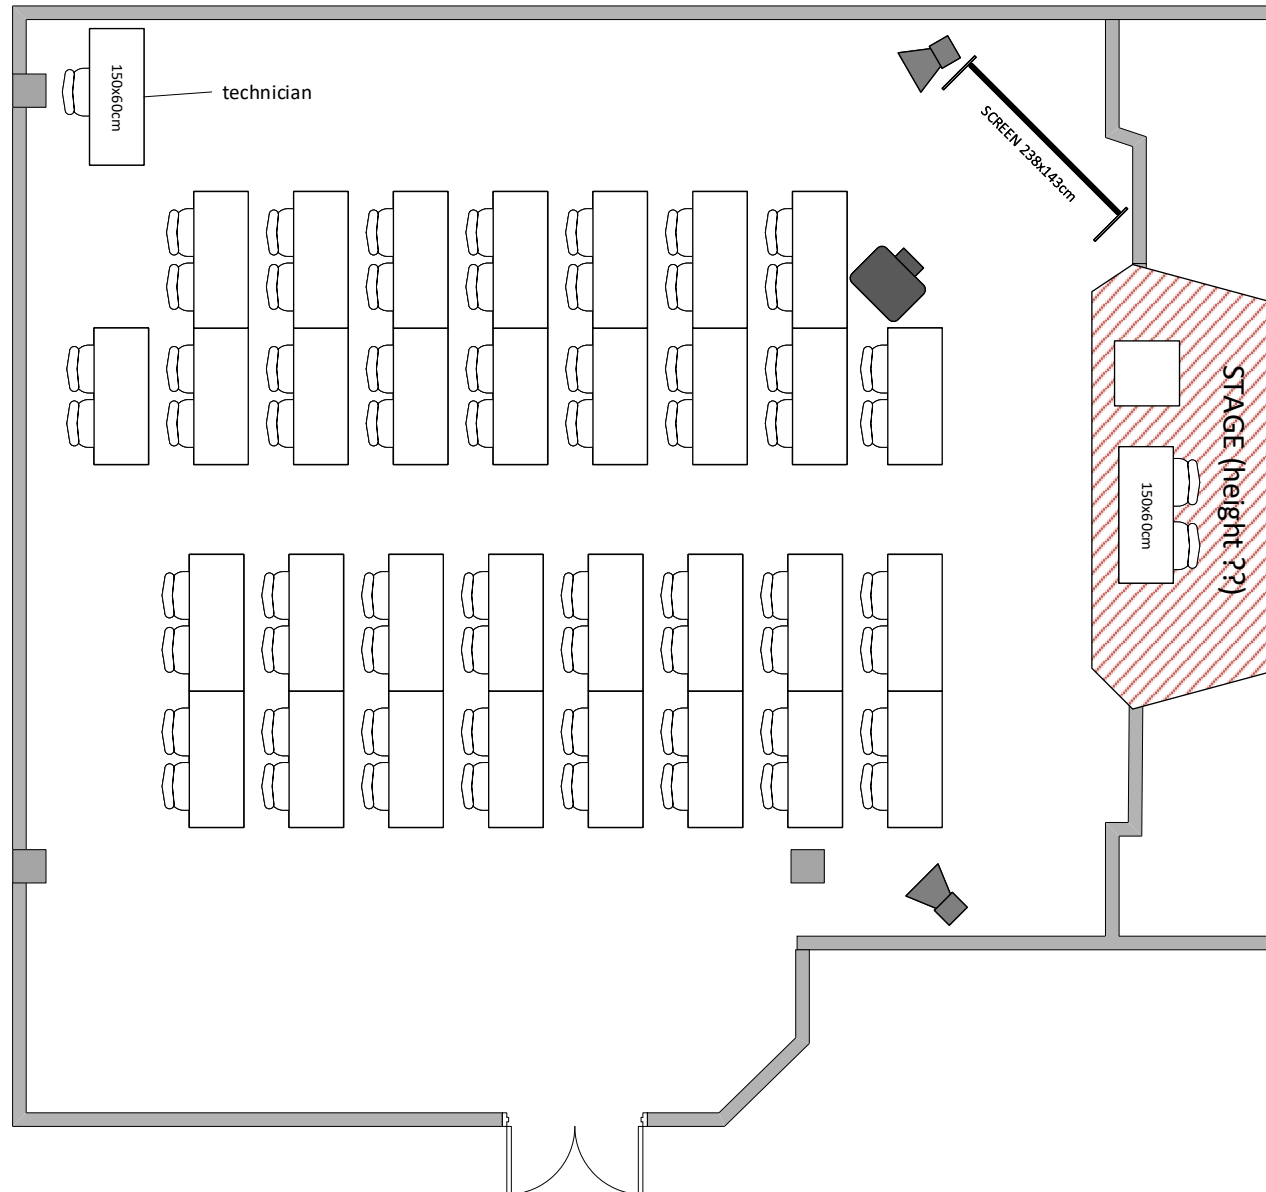 150x60cm
technician
SCREEN 238x143cm
STAGE (height ??)
150x60cm